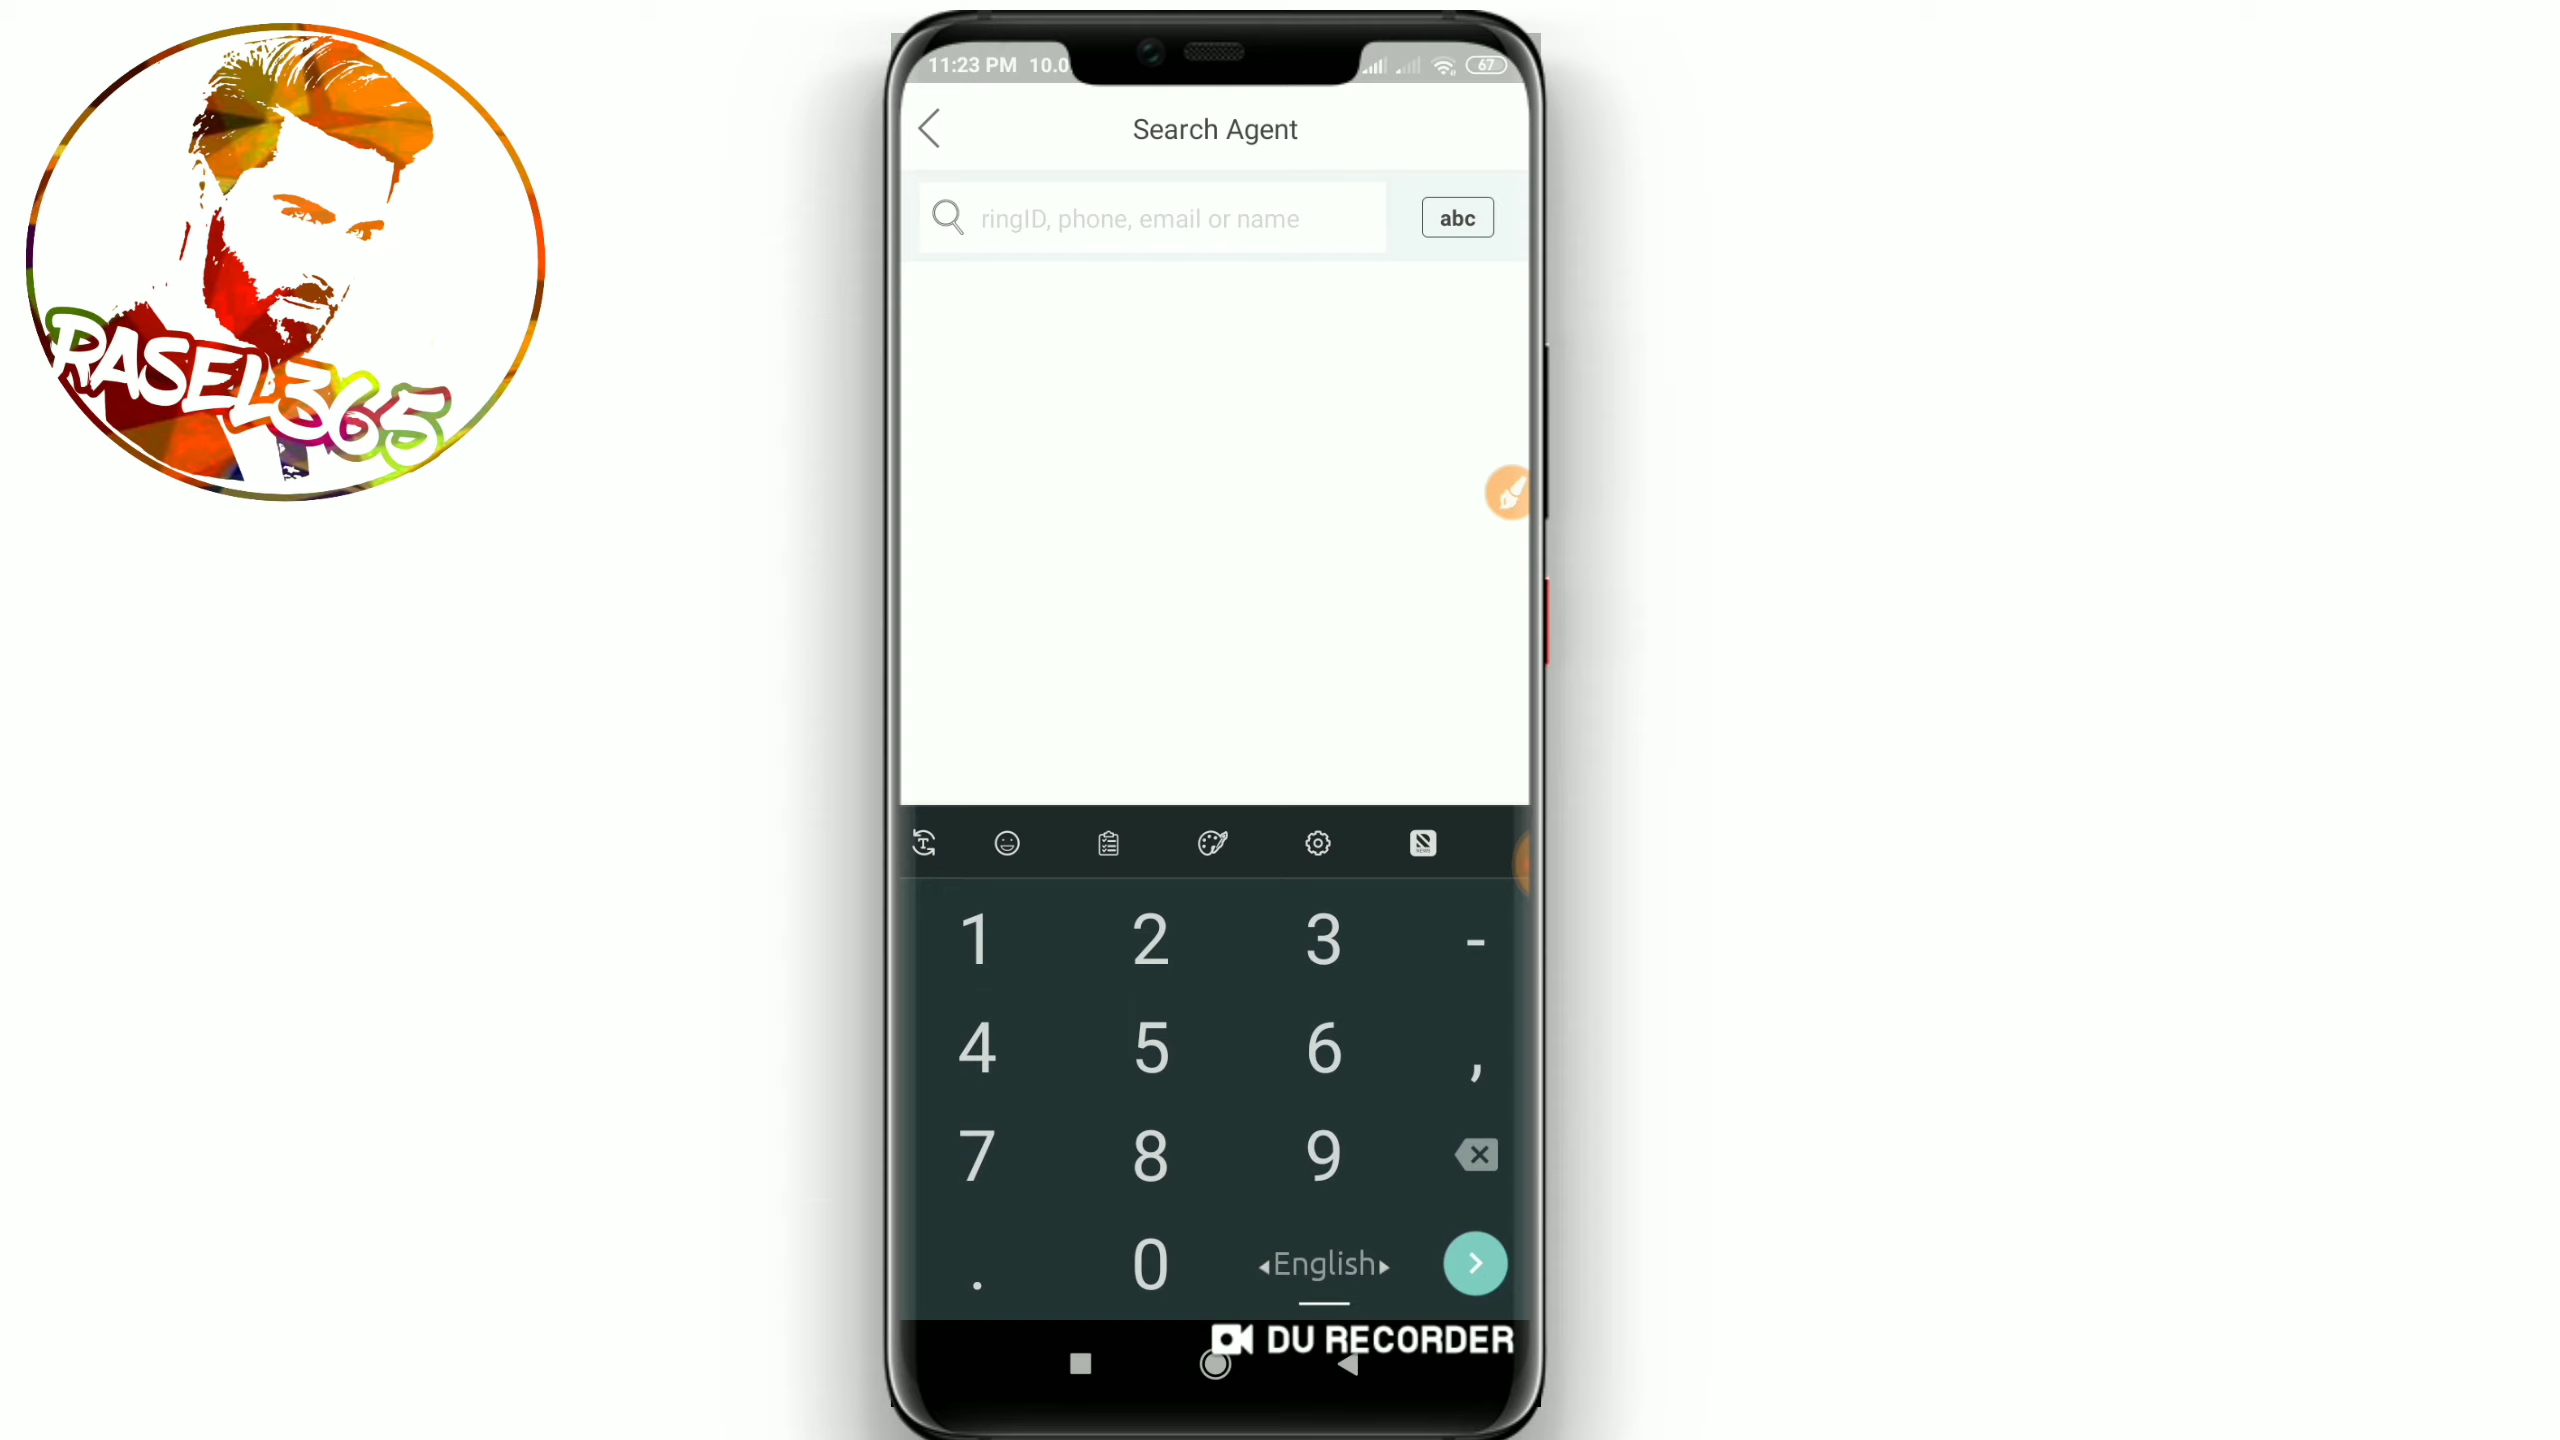 RASEL365
11:23 PM 10.0
67
Search Agent
ringID, phone, email or name
abc
1 2 3 -
4 5 6 ,
7 8 9
. 0 English
DU RECORDER